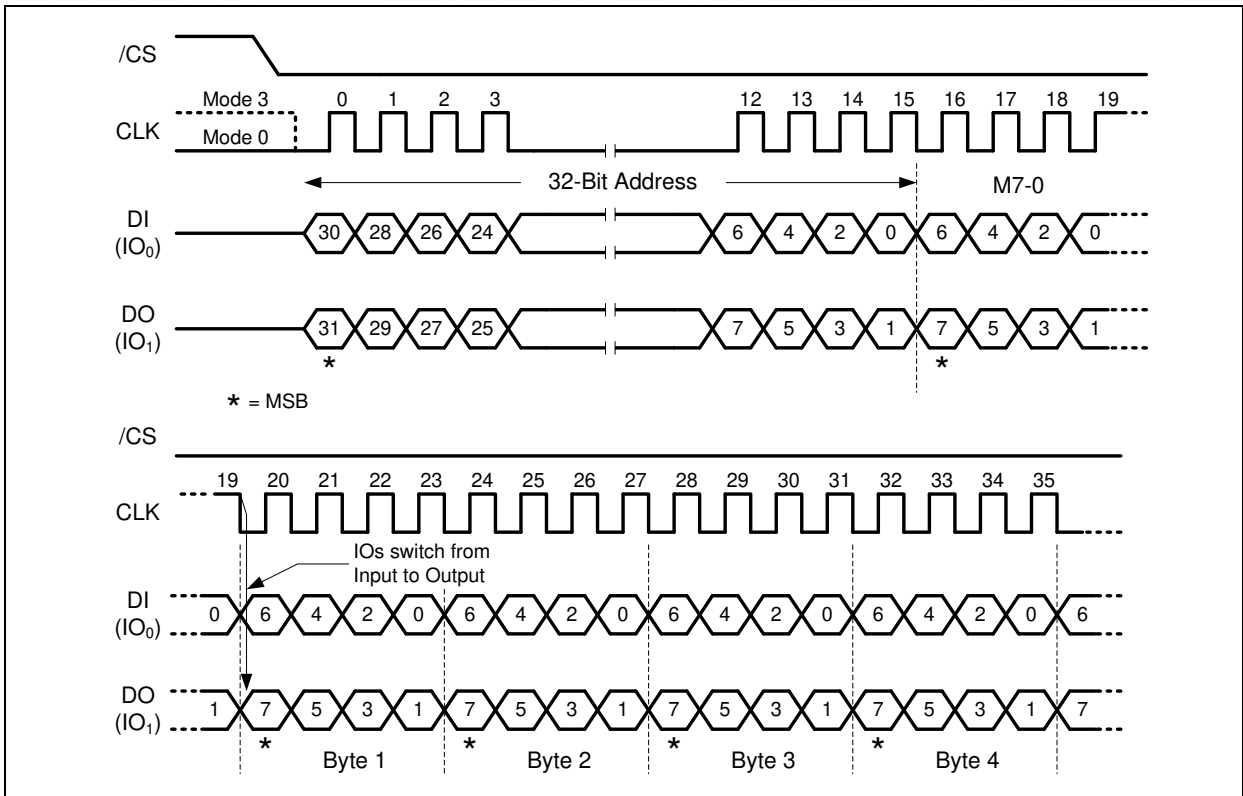 /CS
Mode 3
0 1 2 3 12 13 14 15 16 17 18 19
CLK
Mode 0
32-Bit Address
M7-0
DI
(IO₀)
30 28 26 24 6 4 2 0 6 4 2 0
DO
(IO₁)
31 29 27 25 7 5 3 1 7 5 3 1
* *
* = MSB
/CS
19 20 21 22 23 24 25 26 27 28 29 30 31 32 33 34 35
CLK
IOs switch from
Input to Output
DI
(IO₀)
0 6 4 2 0 6 4 2 0 6 4 2 0 6 4 2 0 6
DO
(IO₁)
1 7 5 3 1 7 5 3 1 7 5 3 1 7 5 3 1 7
* * * *
Byte 1 Byte 2 Byte 3 Byte 4